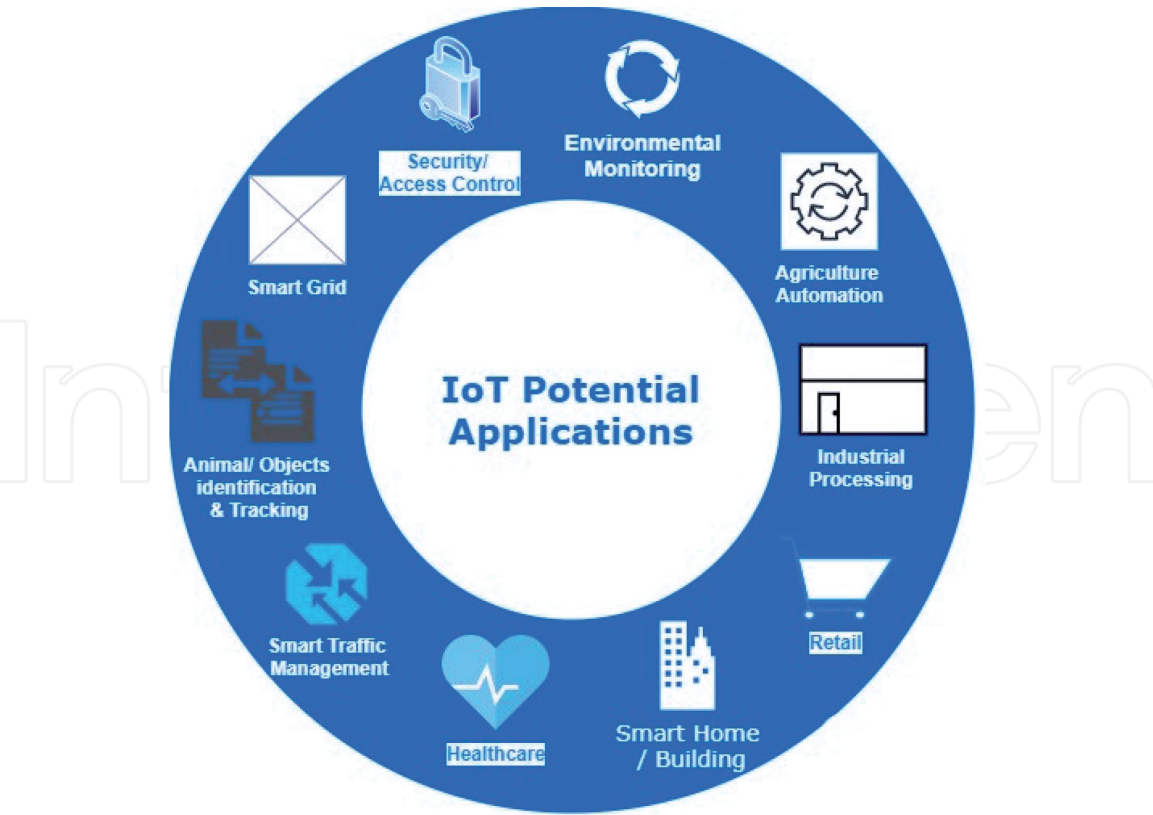 Security/
Access Control
Environmental
Monitoring
Agriculture
Automation
Smart Grid
IoT Potential
Applications
Industrial
Processing
Animal/ Objects
identification
& Tracking
Retail
Smart Traffic
Management
Healthcare
Smart Home
/ Building